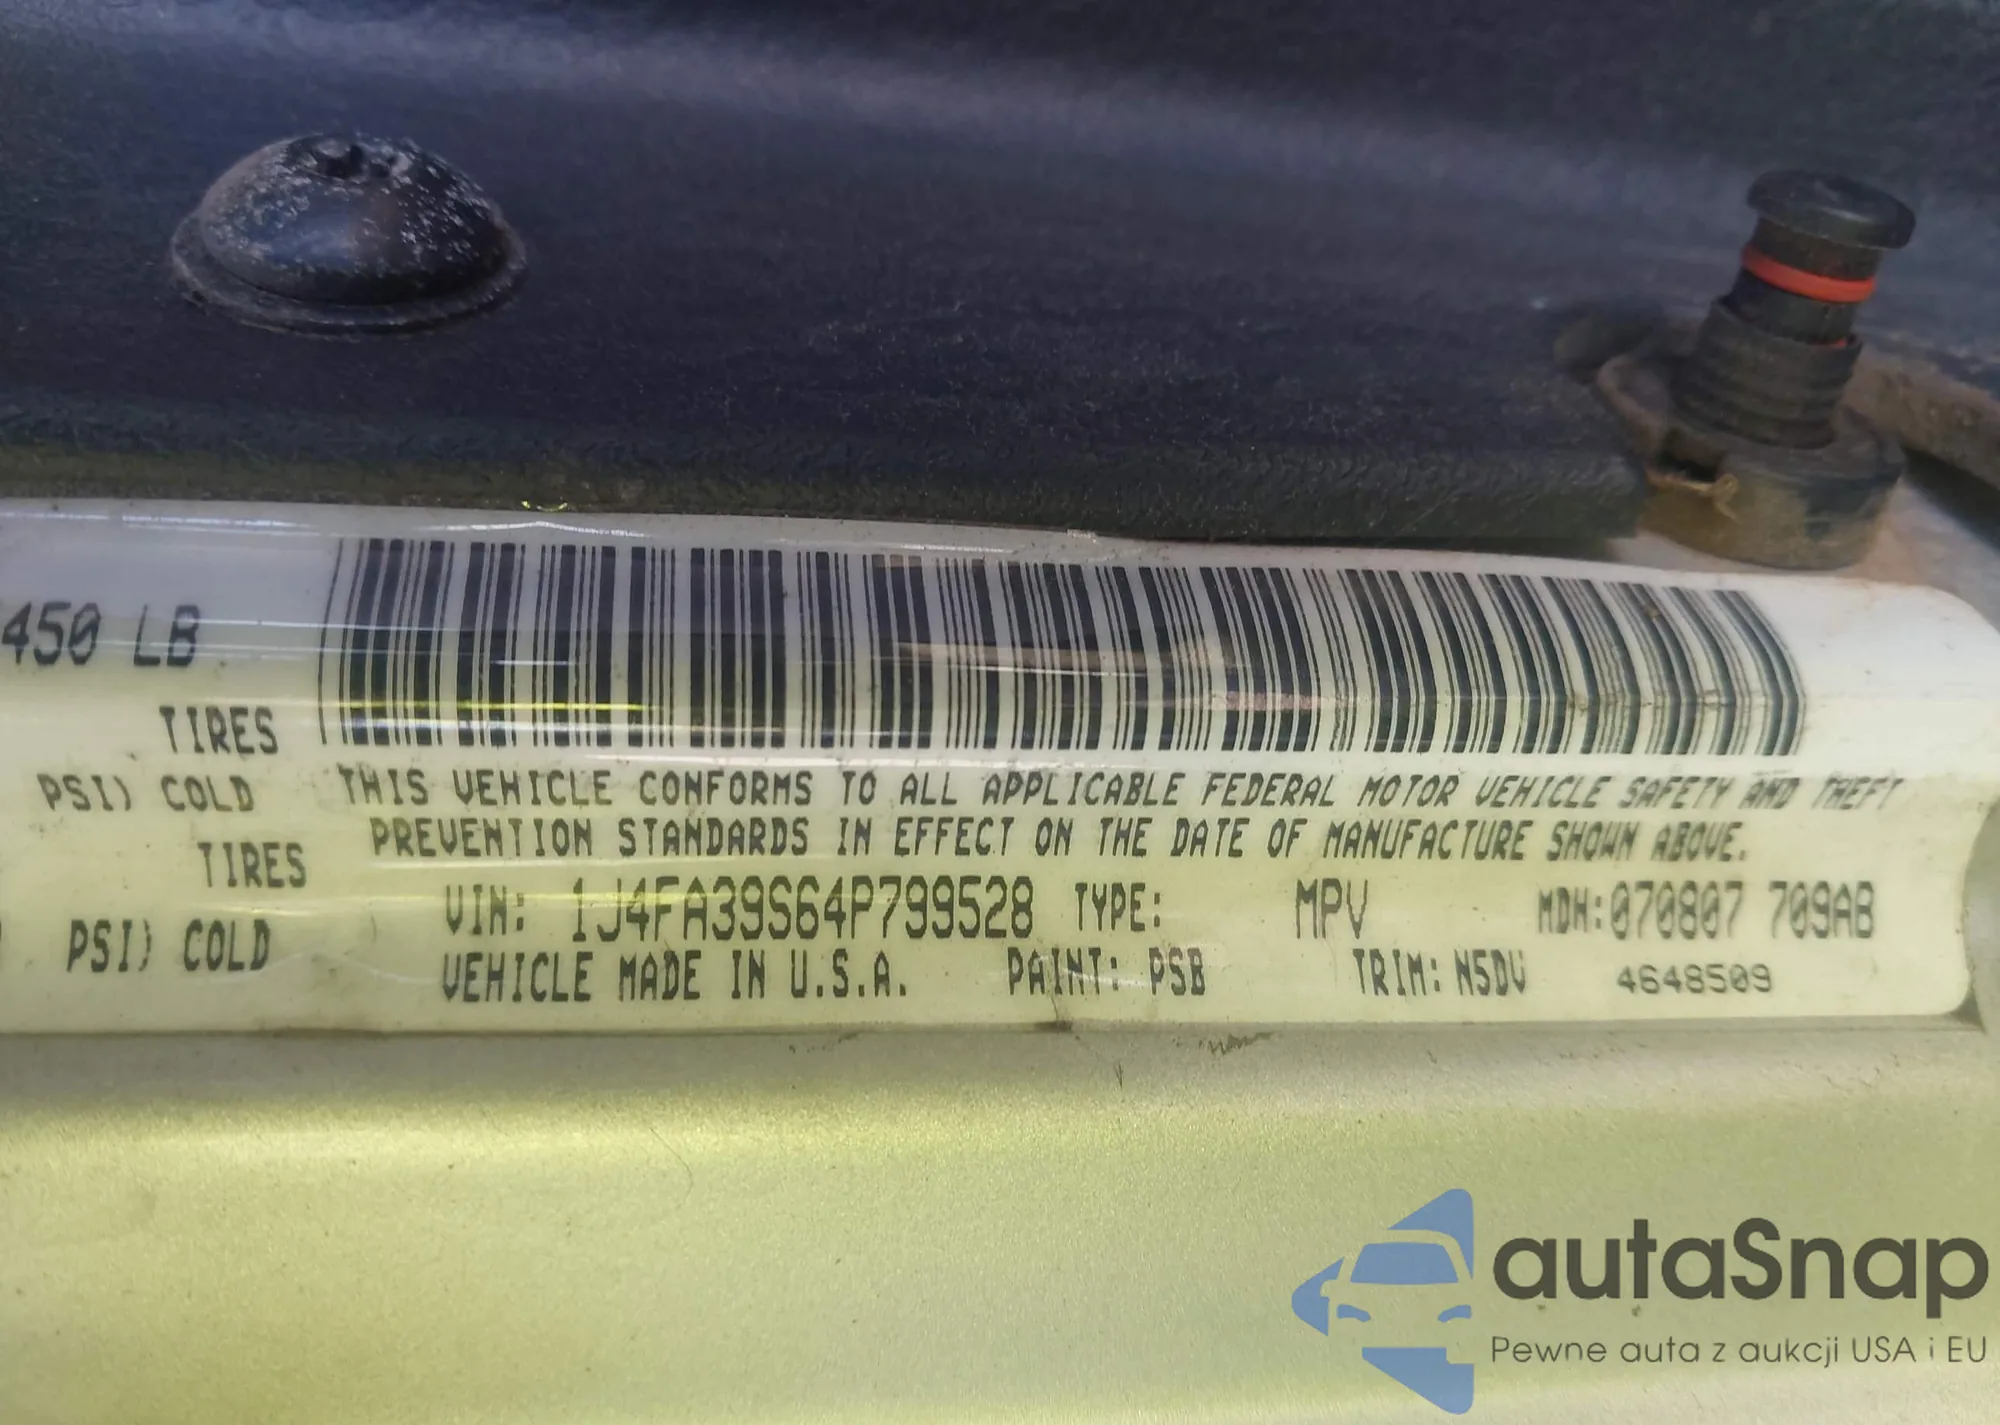 450 LB
TIRES
PSI) COLD
THIS VEHICLE CONFORMS TO ALL APPLICABLE FEDERAL MOTOR VEHICLE SAFETY AND THEFT
PREVENTION STANDARDS IN EFFECT ON THE DATE OF MANUFACTURE SHOWN ABOVE.
TIRES
VIN: 1J4FA39S64P799528 TYPE: MPV MDH:070807 709AB
PSI) COLD
VEHICLE MADE IN U.S.A. PAINT: PSB TRIM: N5DV 4648509
autaSnap
Pewne auta z aukcji USA i EU